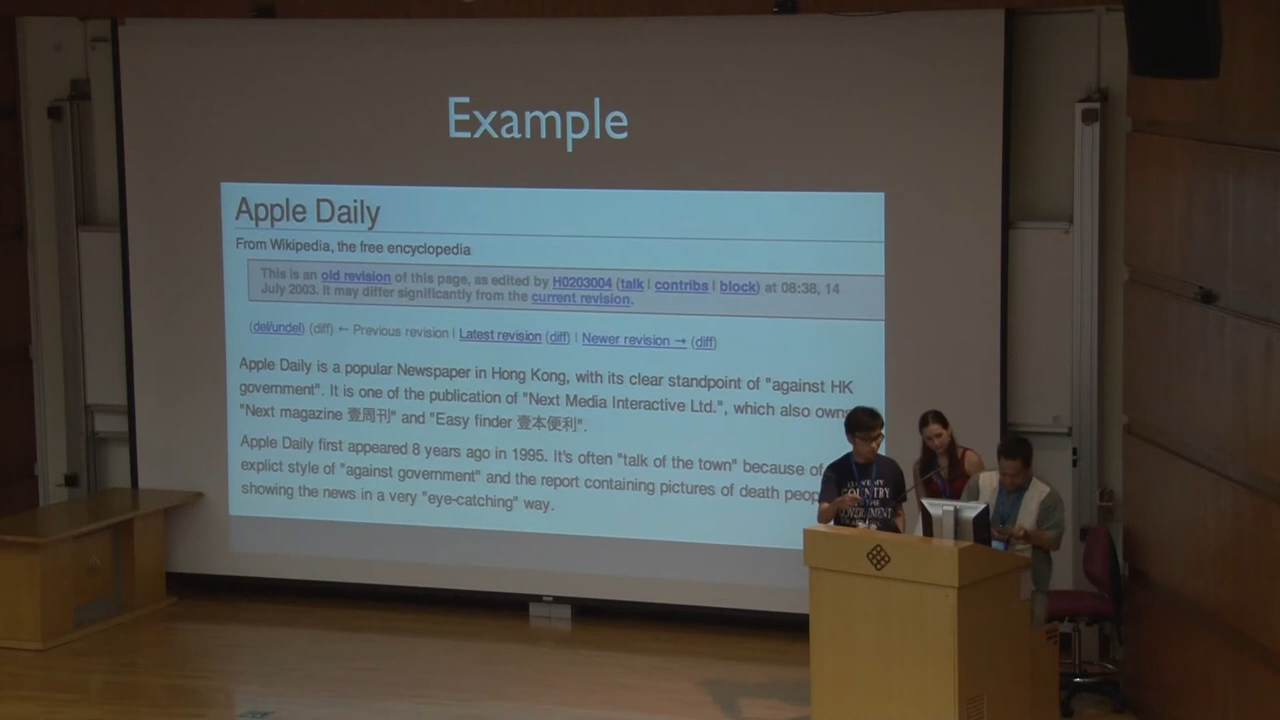 Example
Apple Daily
From Wikipedia, the free encyclopedia
This is an old revision of this page, as edited by H0203004 (talk | contribs | block) at 08:38, 14
July 2003. It may differ significantly from the current revision.
(del/undel) (diff) ← Previous revision | Latest revision (diff) | Newer revision → (diff)
Apple Daily is a popular Newspaper in Hong Kong, with its clear standpoint of "against HK
government". It is one of the publication of "Next Media Interactive Ltd.", which also owns
"Next magazine 壹周刊" and "Easy finder 壹本便利".
Apple Daily first appeared 8 years ago in 1995. It's often "talk of the town" because of
explict style of "against government" and the report containing pictures of death
showing the news in a very "eye-catching" way.
MY
COUNTRY
THE
GOVERNMENT